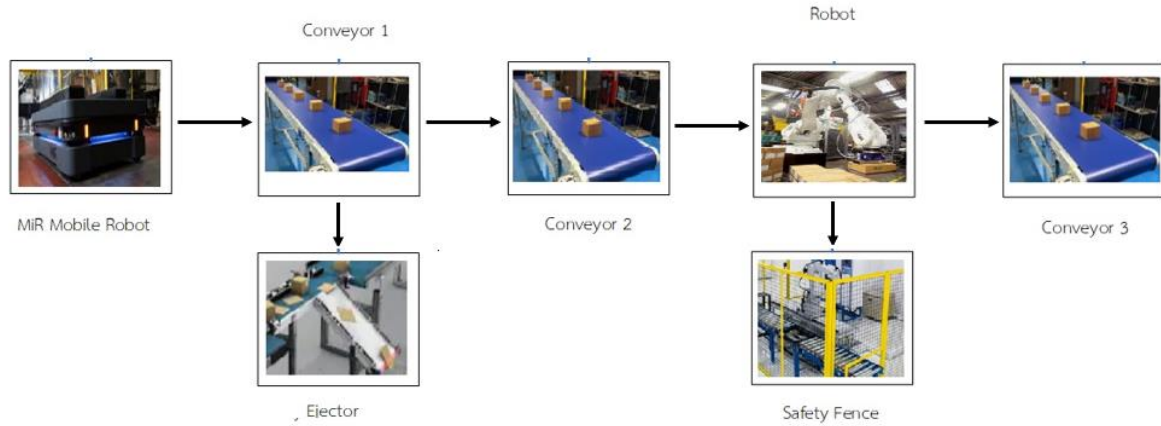 Conveyor 1
Robot
MiR Mobile Robot
Conveyor 2
Conveyor 3
Ejector
Safety Fence